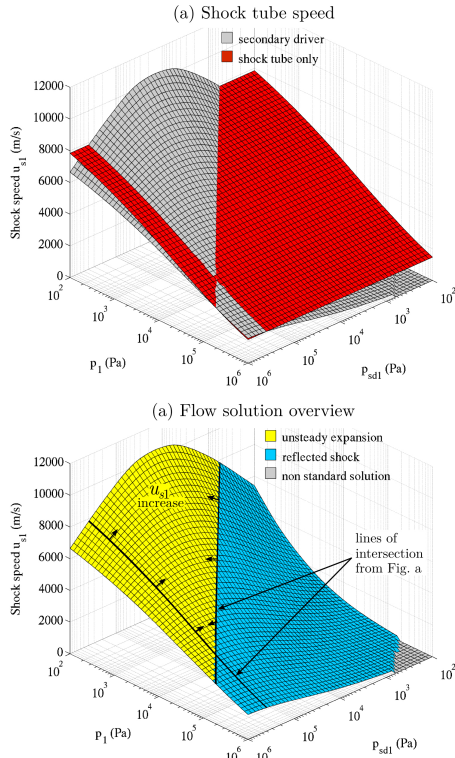 (a) Shock tube speed
secondary driver
shock tube only
12000
10000
8000
6000
4000
2000
0
Shock speed u_s1 (m/s)
10^2
10^3
10^4
10^5
10^6
p_1 (Pa)
10^6
10^5
10^4
10^3
10^2
p_sd1 (Pa)
(a) Flow solution overview
unsteady expansion
reflected shock
non standard solution
12000
10000
8000
6000
4000
2000
0
Shock speed u_s1 (m/s)
u_s1
increase
lines of
intersection
from Fig. a
10^2
10^3
10^4
10^5
10^6
p_1 (Pa)
10^6
10^5
10^4
10^3
10^2
p_sd1 (Pa)